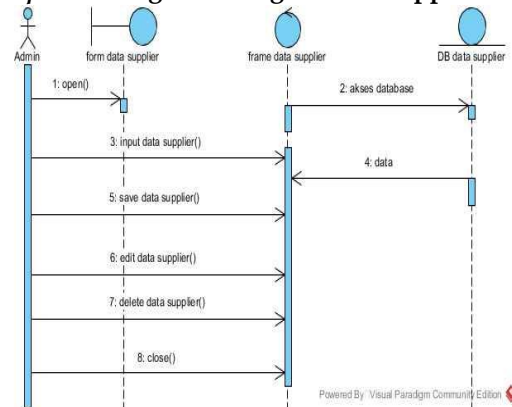 Admin
form data supplier
frame data supplier
DB data supplier
1: open()
2: akses database
3: input data supplier()
4: data
5: save data supplier()
6: edit data supplier()
7: delete data supplier()
8: close()
Powered By Visual Paradigm Community Edition